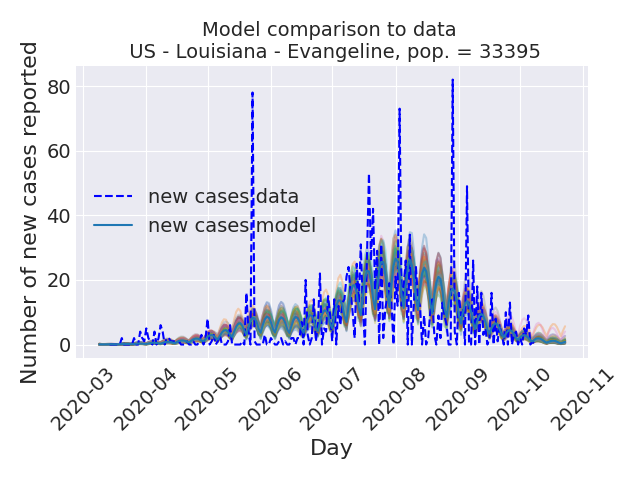 Model comparison to data
US - Louisiana - Evangeline, pop. = 33395
Number of new cases reported
80
60
40
20
0
new cases data
new cases model
2020-03
2020-04
2020-05
2020-06
2020-07
2020-08
2020-09
2020-10
2020-11
Day